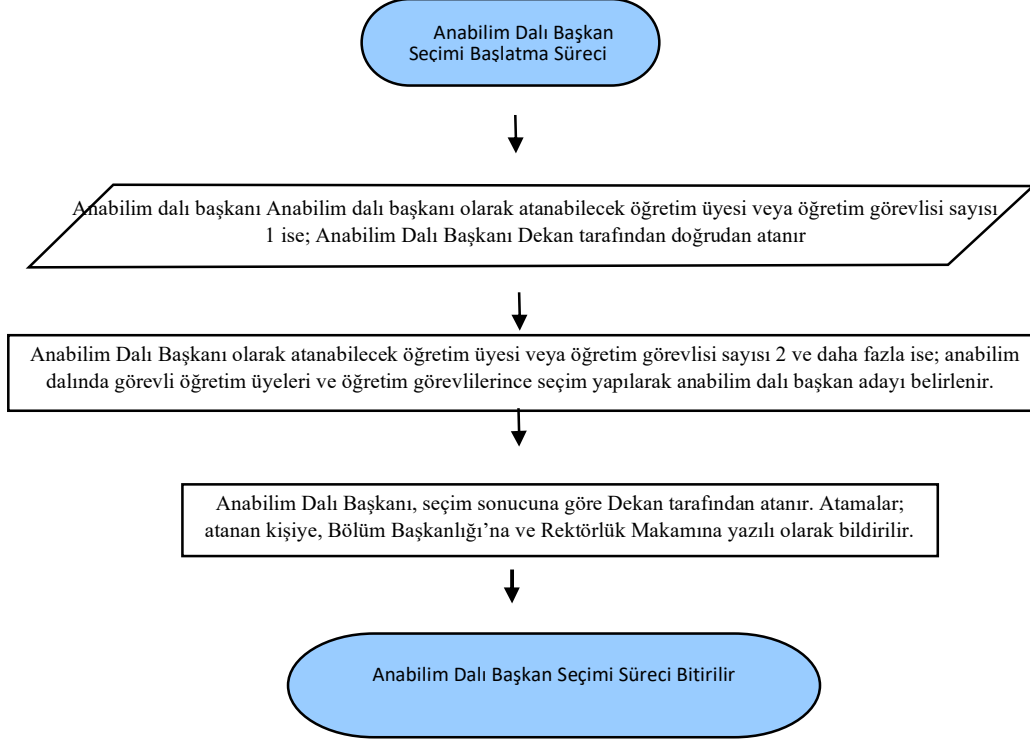 Anabilim Dalı Başkan
Seçimi Başlatma Süreci
Anabilim dalı başkanı Anabilim dalı başkanı olarak atanabilecek öğretim üyesi veya öğretim görevlisi sayısı
1 ise; Anabilim Dalı Başkanı Dekan tarafından doğrudan atanır
Anabilim Dalı Başkanı olarak atanabilecek öğretim üyesi veya öğretim görevlisi sayısı 2 ve daha fazla ise; anabilim
dalında görevli öğretim üyeleri ve öğretim görevlilerince seçim yapılarak anabilim dalı başkan adayı belirlenir.
Anabilim Dalı Başkanı, seçim sonucuna göre Dekan tarafından atanır. Atamalar;
atanan kişiye, Bölüm Başkanlığı’na ve Rektörlük Makamına yazılı olarak bildirilir.
Anabilim Dalı Başkan Seçimi Süreci Bitirilir